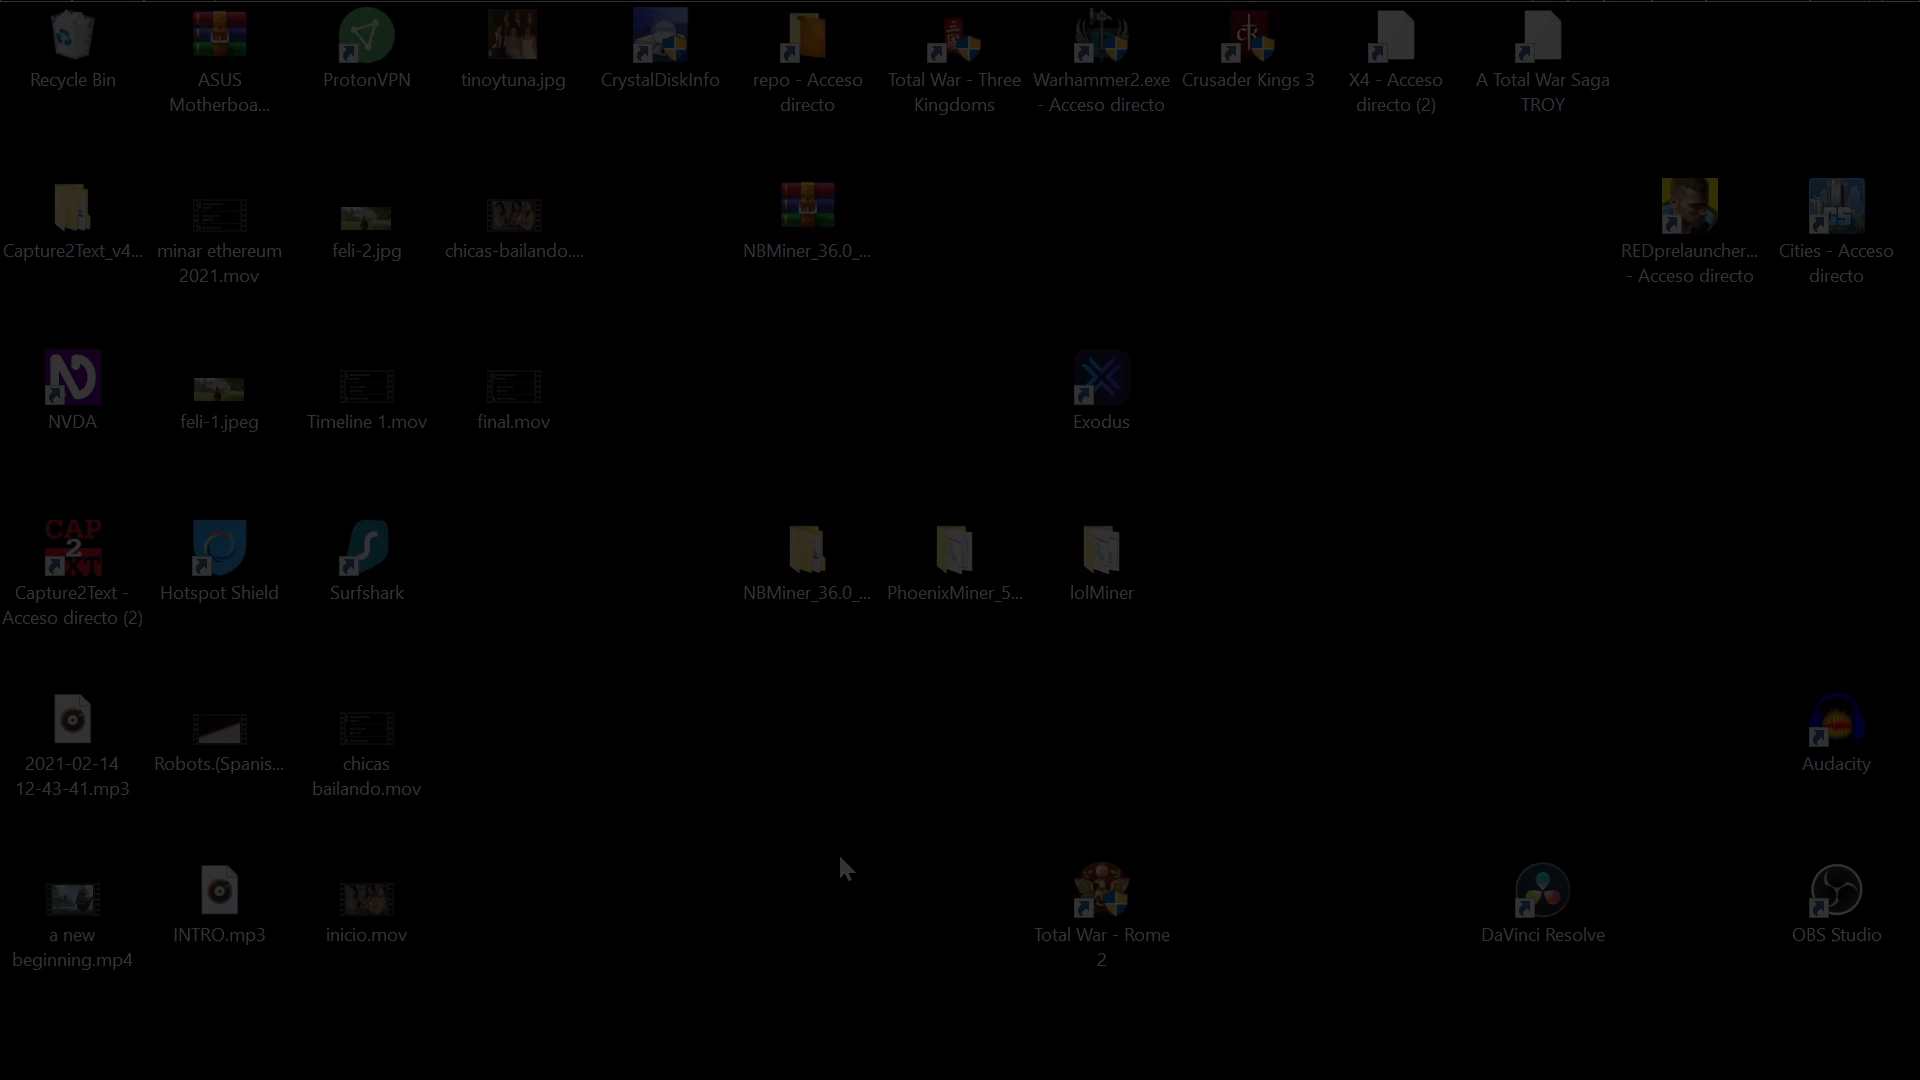 Recycle Bin
ASUS
Motherboa...
ProtonVPN
tinoytuna.jpg
CrystalDiskInfo
repo - Acceso
directo
Total War - Three
Kingdoms
Warhammer2.exe
- Acceso directo
Crusader Kings 3
X4 - Acceso
directo (2)
A Total War Saga
TROY
Capture2Text_v4...
minar ethereum
2021.mov
feli-2.jpg
chicas-bailando....
NBMiner_36.0_...
REDprelauncher...
- Acceso directo
Cities - Acceso
directo
NVDA
feli-1.jpeg
Timeline 1.mov
final.mov
Exodus
CAP
2
TXT
Capture2Text -
Acceso directo (2)
Hotspot Shield
Surfshark
NBMiner_36.0_...
PhoenixMiner_5...
lolMiner
2021-02-14
12-43-41.mp3
Robots.(Spanis...
chicas
bailando.mov
Audacity
a new
beginning.mp4
INTRO.mp3
inicio.mov
Total War - Rome
2
DaVinci Resolve
OBS Studio